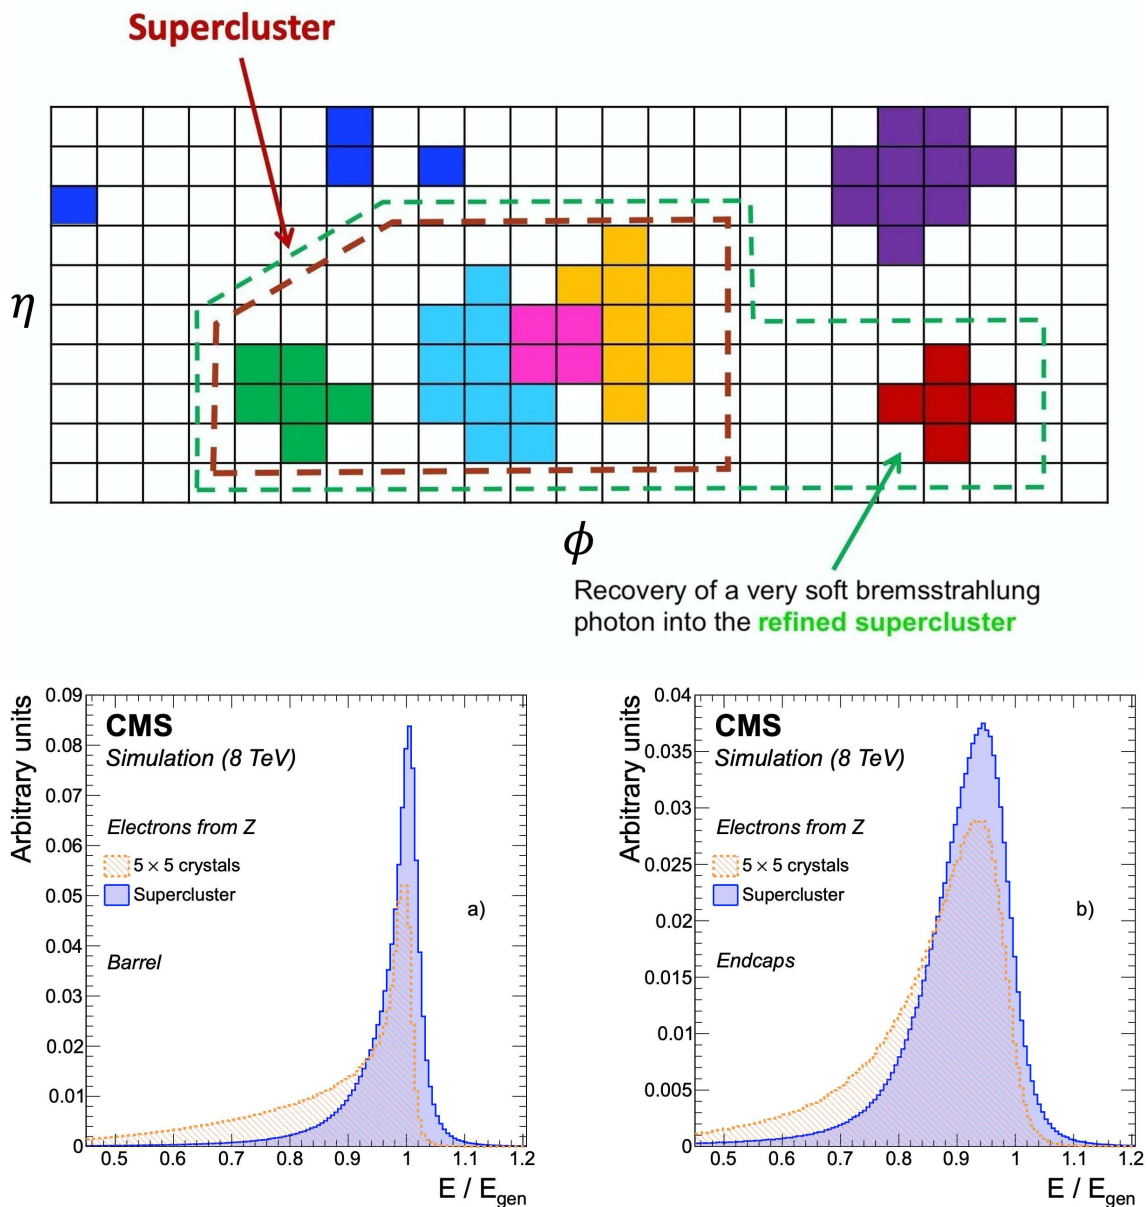 Supercluster
η
ϕ
Recovery of a very soft bremsstrahlung
photon into the refined supercluster
Arbitrary units
0.09
0.08
0.07
0.06
0.05
0.04
0.03
0.02
0.01
0
CMS
Simulation (8 TeV)
Electrons from Z
5 × 5 crystals
Supercluster
a)
Barrel
0.5 0.6 0.7 0.8 0.9 1 1.1 1.2
E / Egen
Arbitrary units
0.04
0.035
0.03
0.025
0.02
0.015
0.01
0.005
0
CMS
Simulation (8 TeV)
Electrons from Z
5 × 5 crystals
Supercluster
b)
Endcaps
0.5 0.6 0.7 0.8 0.9 1 1.1 1.2
E / Egen